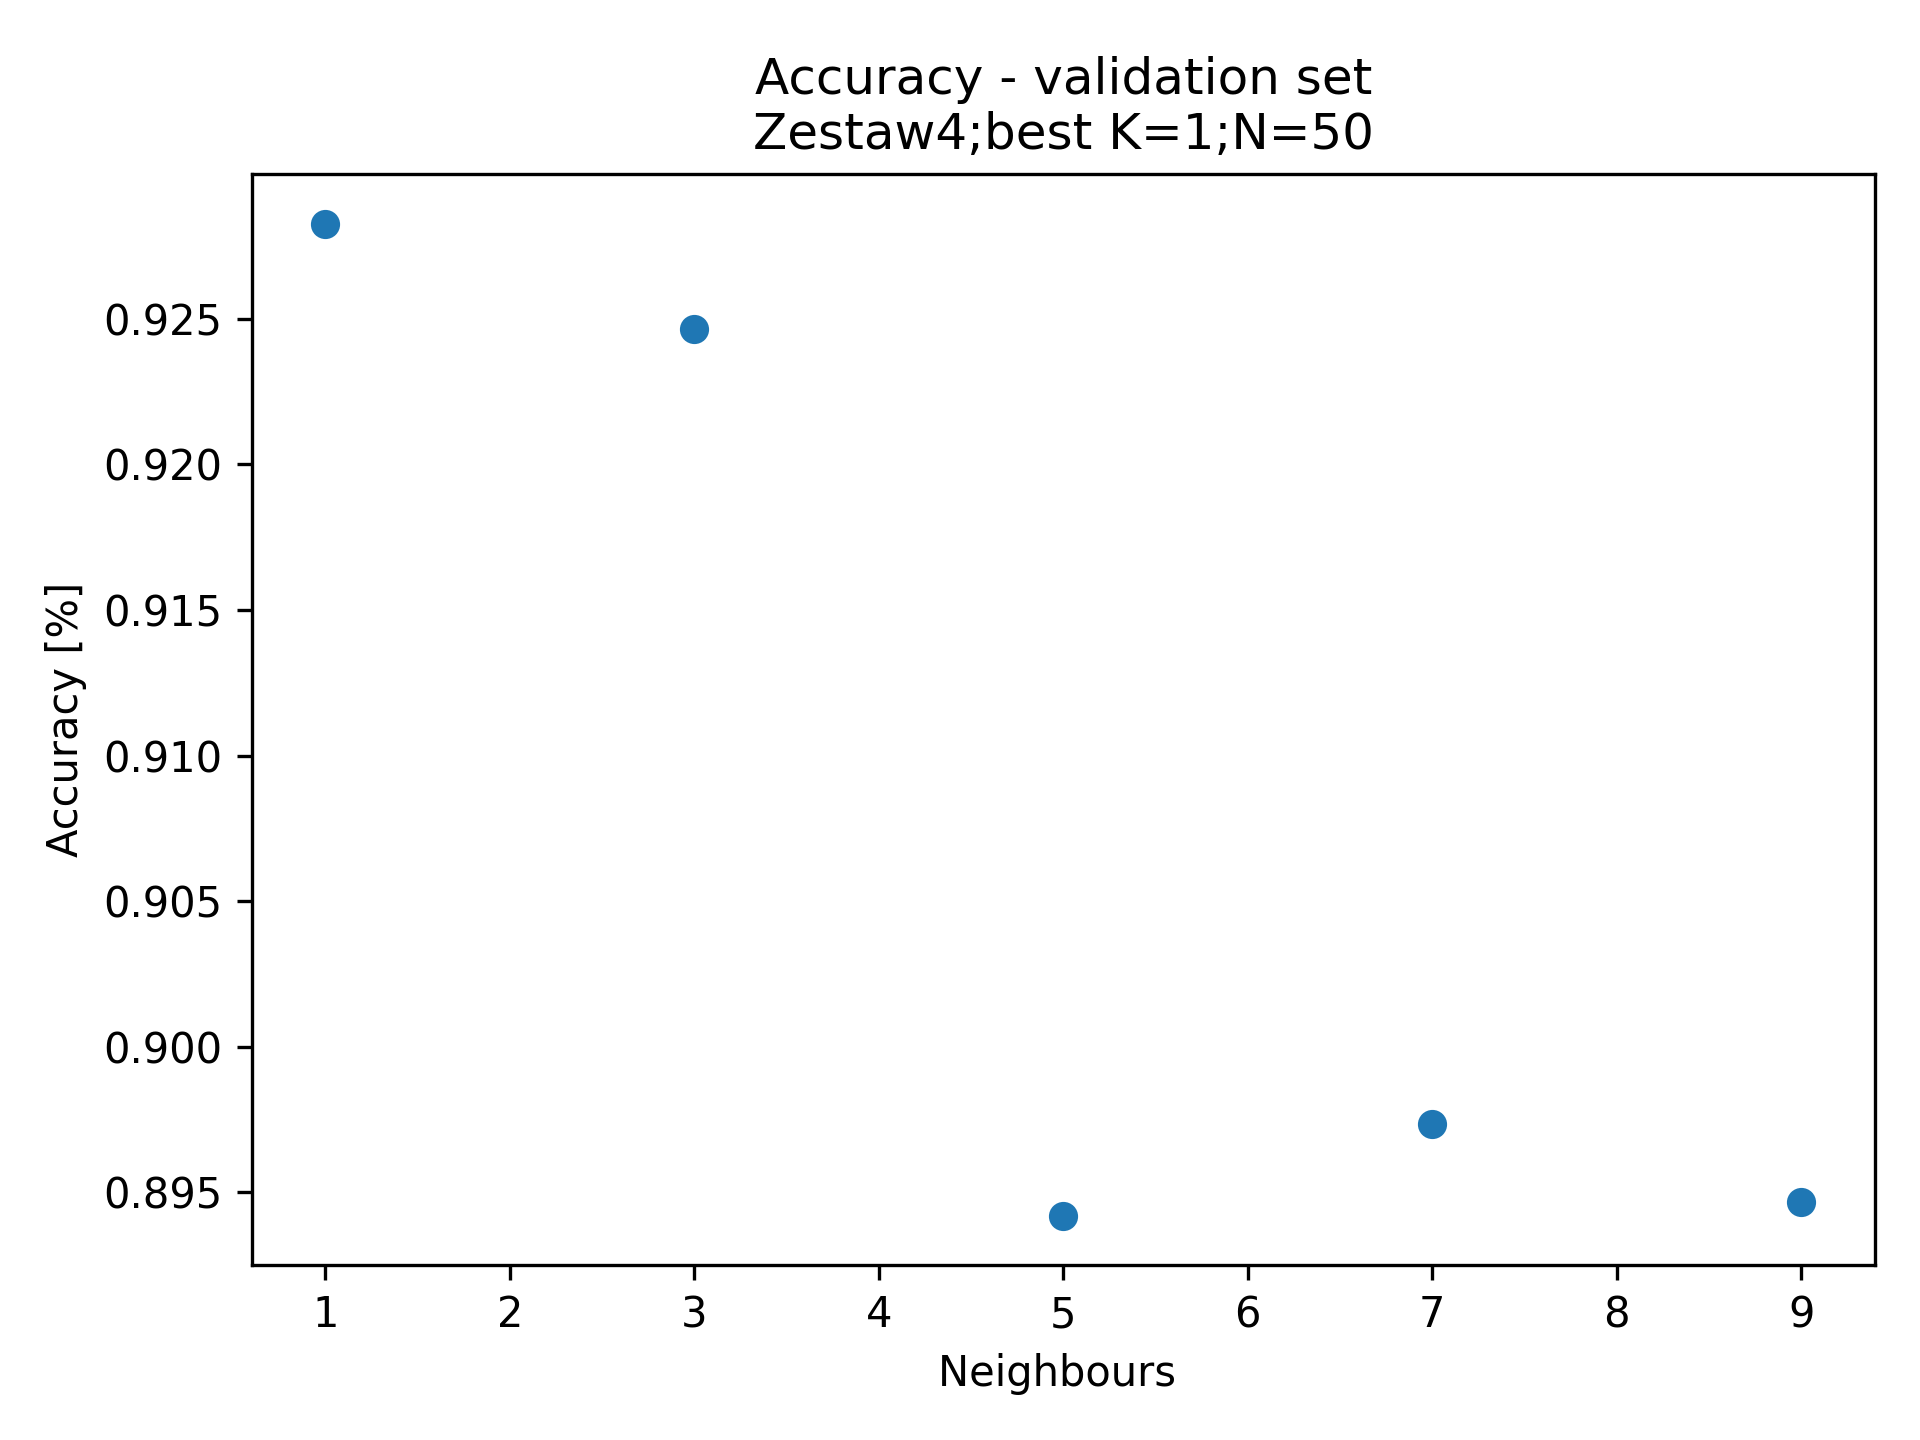 Accuracy - validation set
Zestaw4;best K=1;N=50
Accuracy [%]
0.925
0.920
0.915
0.910
0.905
0.900
0.895
1 2 3 4 5 6 7 8 9
Neighbours